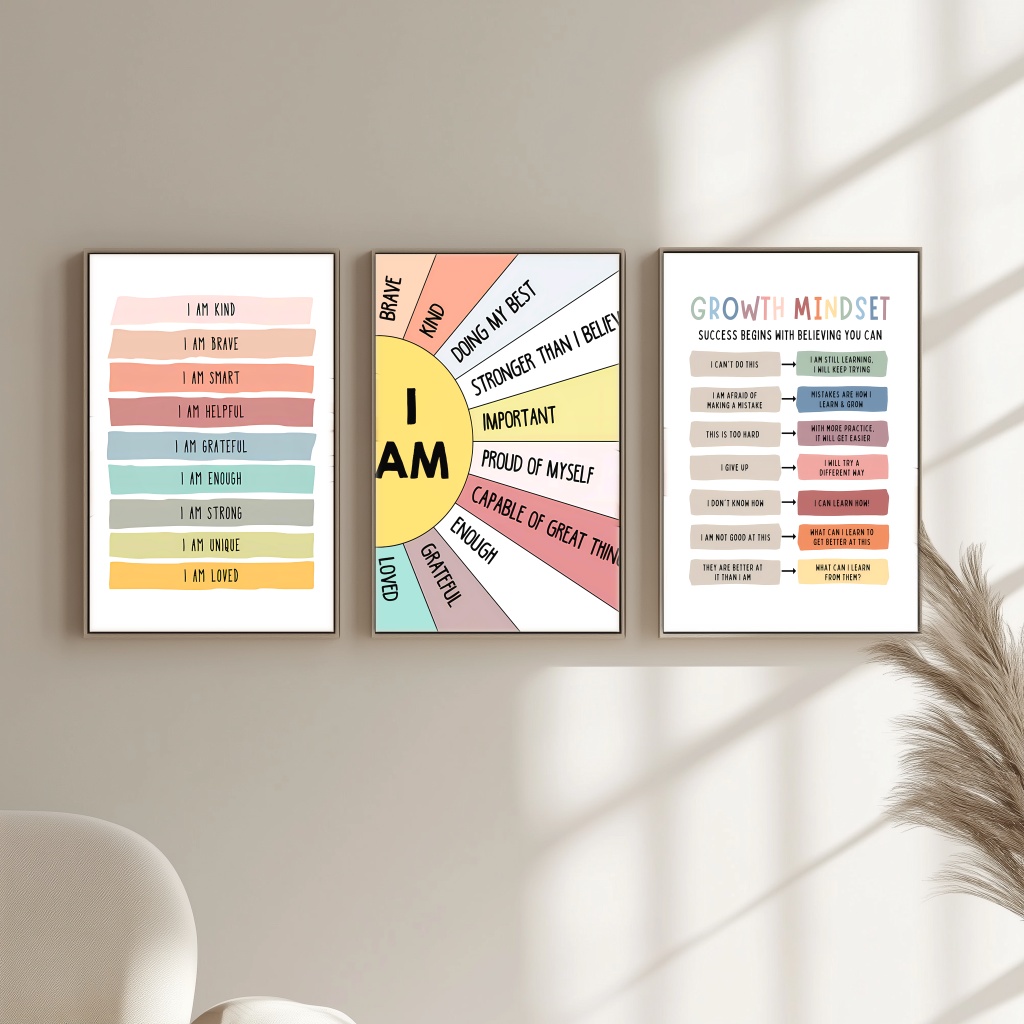 I AM KIND
I AM BRAVE
I AM SMART
I AM HELPFUL
I AM GRATEFUL
I AM ENOUGH
I AM STRONG
I AM UNIQUE
I AM LOVED
I
AM
BRAVE
KIND
DOING MY BEST
STRONGER THAN I BELIEV
IMPORTANT
PROUD OF MYSELF
CAPABLE OF GREAT THIN
ENOUGH
GRATEFUL
LOVED
GROWTH MINDSET
SUCCESS BEGINS WITH BELIEVING YOU CAN
I CAN'T DO THIS
I AM STILL LEARNING,
I WILL KEEP TRYING
I AM AFRAID OF
MAKING A MISTAKE
MISTAKES ARE HOW I
LEARN & GROW
THIS IS TOO HARD
WITH MORE PRACTICE,
IT WILL GET EASIER
I GIVE UP
I WILL TRY A
DIFFERENT WAY
I DON'T KNOW HOW
I CAN LEARN HOW!
I AM NOT GOOD AT THIS
WHAT CAN I LEARN TO
GET BETTER AT THIS
THEY ARE BETTER AT
IT THAN I AM
WHAT CAN I LEARN
FROM THEM?